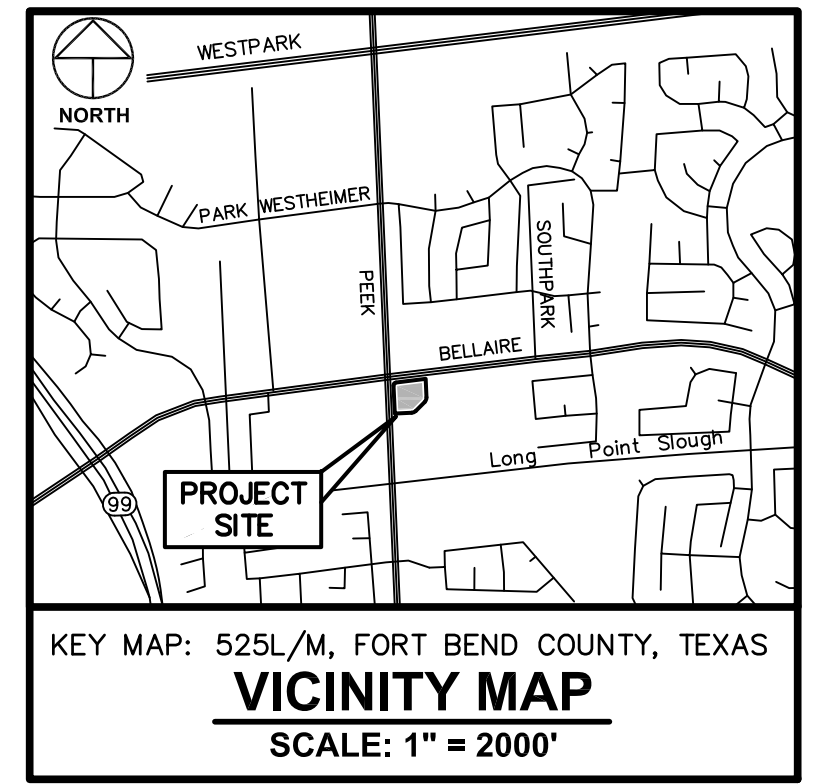 WESTPARK
NORTH
PARK WESTHEIMER
SOUTHPARK
PEEK
BELLAIRE
Long Point Slough
PROJECT
SITE
99
KEY MAP: 525L/M, FORT BEND COUNTY, TEXAS
VICINITY MAP
SCALE: 1" = 2000'